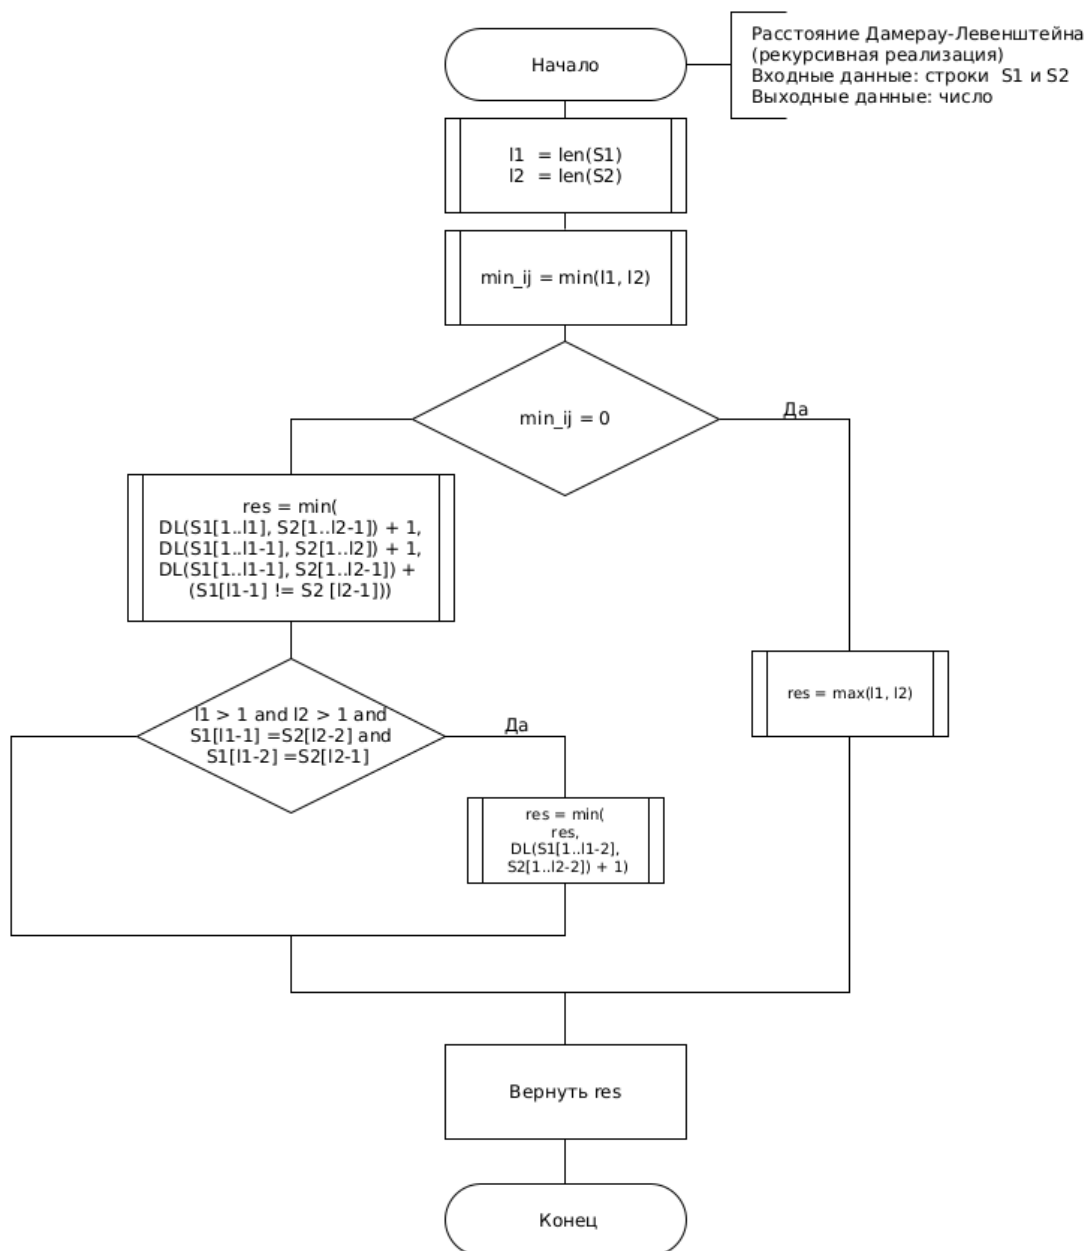 Начало
Расстояние Дамерау-Левенштейна
(рекурсивная реализация)
Входные данные: строки  S1 и S2
Выходные данные: число
l1  = len(S1)
l2  = len(S2)
min_ij = min(l1, l2)
min_ij = 0
Да
res = min(
DL(S1[1..l1], S2[1..l2-1]) + 1,
DL(S1[1..l1-1], S2[1..l2]) + 1,
DL(S1[1..l1-1], S2[1..l2-1]) +
(S1[l1-1] != S2 [l2-1]))
res = max(l1, l2)
l1 > 1 and l2 > 1 and
S1[l1-1] =S2[l2-2] and
S1[l1-2] =S2[l2-1]
Да
res = min(
res,
DL(S1[1..l1-2],
S2[1..l2-2]) + 1)
Вернуть res
Конец